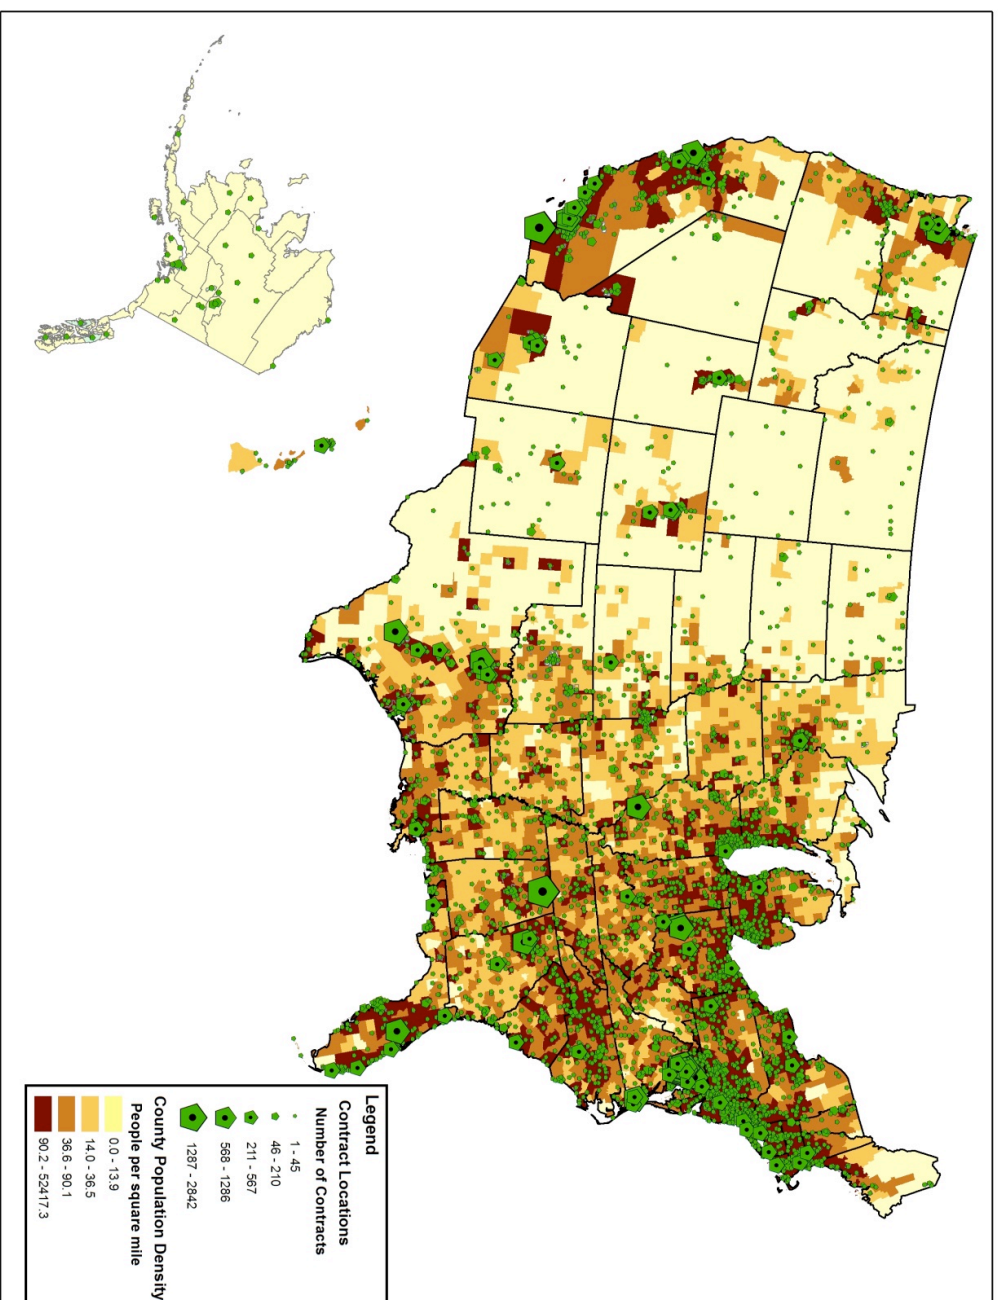 Legend
Contract Locations
Number of Contracts
1 - 45
46 - 210
211 - 567
568 - 1286
1287 - 2842
County Population Density
People per square mile
0.0 - 13.9
14.0 - 36.5
36.6 - 90.1
90.2 - 52417.3